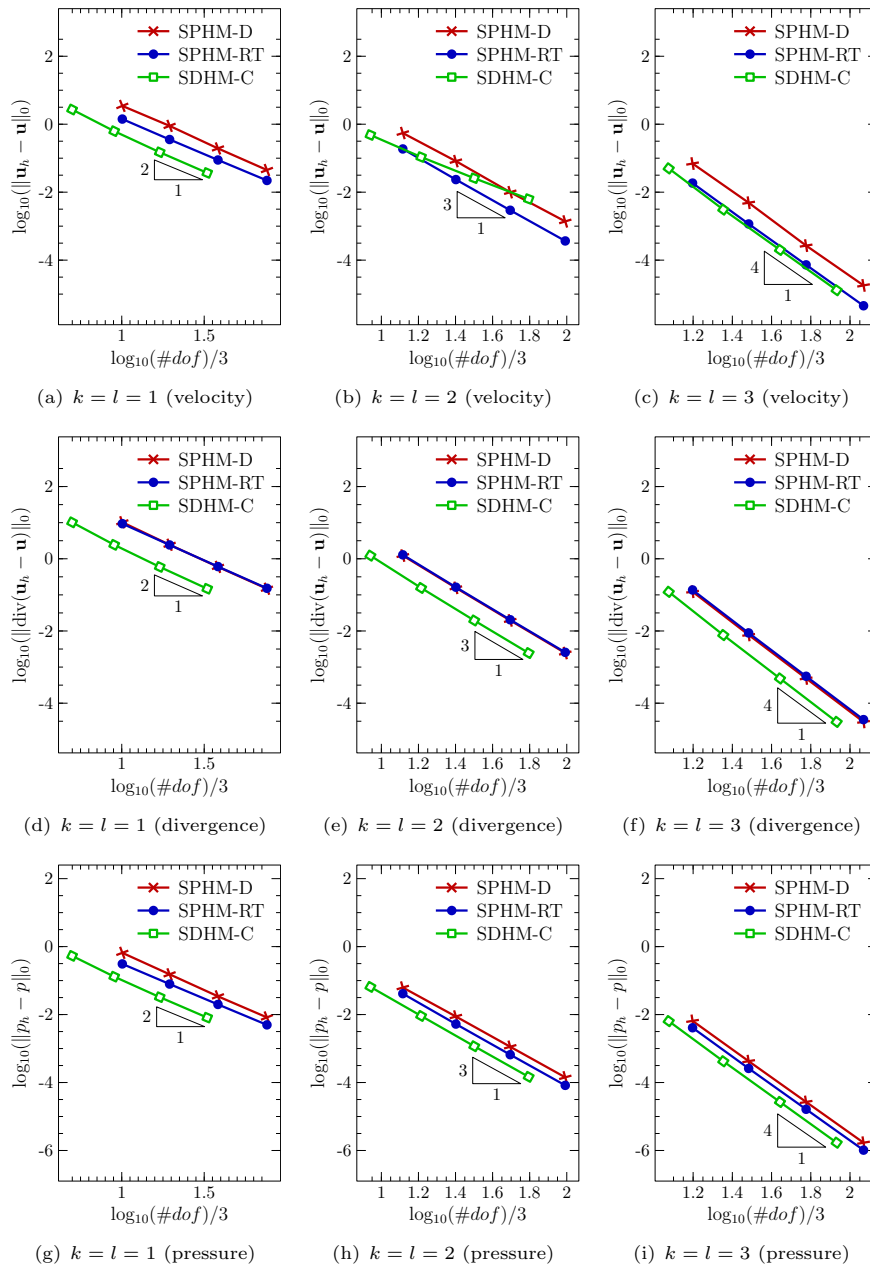 SPHM-D
SPHM-RT
SDHM-C
2
0
-2
-4
log₁₀(‖𝐮ₕ − 𝐮‖₀)
2
1
1
1.5
log₁₀(#dof)/3
(a) k = l = 1 (velocity)
SPHM-D
SPHM-RT
SDHM-C
2
0
-2
-4
log₁₀(‖𝐮ₕ − 𝐮‖₀)
3
1
1
1.2
1.4
1.6
1.8
2
log₁₀(#dof)/3
(b) k = l = 2 (velocity)
SPHM-D
SPHM-RT
SDHM-C
2
0
-2
-4
log₁₀(‖𝐮ₕ − 𝐮‖₀)
4
1
1.2
1.4
1.6
1.8
2
log₁₀(#dof)/3
(c) k = l = 3 (velocity)
SPHM-D
SPHM-RT
SDHM-C
2
0
-2
-4
log₁₀(‖div(𝐮ₕ − 𝐮)‖₀)
2
1
1
1.5
log₁₀(#dof)/3
(d) k = l = 1 (divergence)
SPHM-D
SPHM-RT
SDHM-C
2
0
-2
-4
log₁₀(‖div(𝐮ₕ − 𝐮)‖₀)
3
1
1
1.2
1.4
1.6
1.8
2
log₁₀(#dof)/3
(e) k = l = 2 (divergence)
SPHM-D
SPHM-RT
SDHM-C
2
0
-2
-4
log₁₀(‖div(𝐮ₕ − 𝐮)‖₀)
4
1
1.2
1.4
1.6
1.8
2
log₁₀(#dof)/3
(f) k = l = 3 (divergence)
SPHM-D
SPHM-RT
SDHM-C
2
0
-2
-4
-6
log₁₀(‖pₕ − p‖₀)
2
1
1
1.5
log₁₀(#dof)/3
(g) k = l = 1 (pressure)
SPHM-D
SPHM-RT
SDHM-C
2
0
-2
-4
-6
log₁₀(‖pₕ − p‖₀)
3
1
1
1.2
1.4
1.6
1.8
2
log₁₀(#dof)/3
(h) k = l = 2 (pressure)
SPHM-D
SPHM-RT
SDHM-C
2
0
-2
-4
-6
log₁₀(‖pₕ − p‖₀)
4
1
1.2
1.4
1.6
1.8
2
log₁₀(#dof)/3
(i) k = l = 3 (pressure)